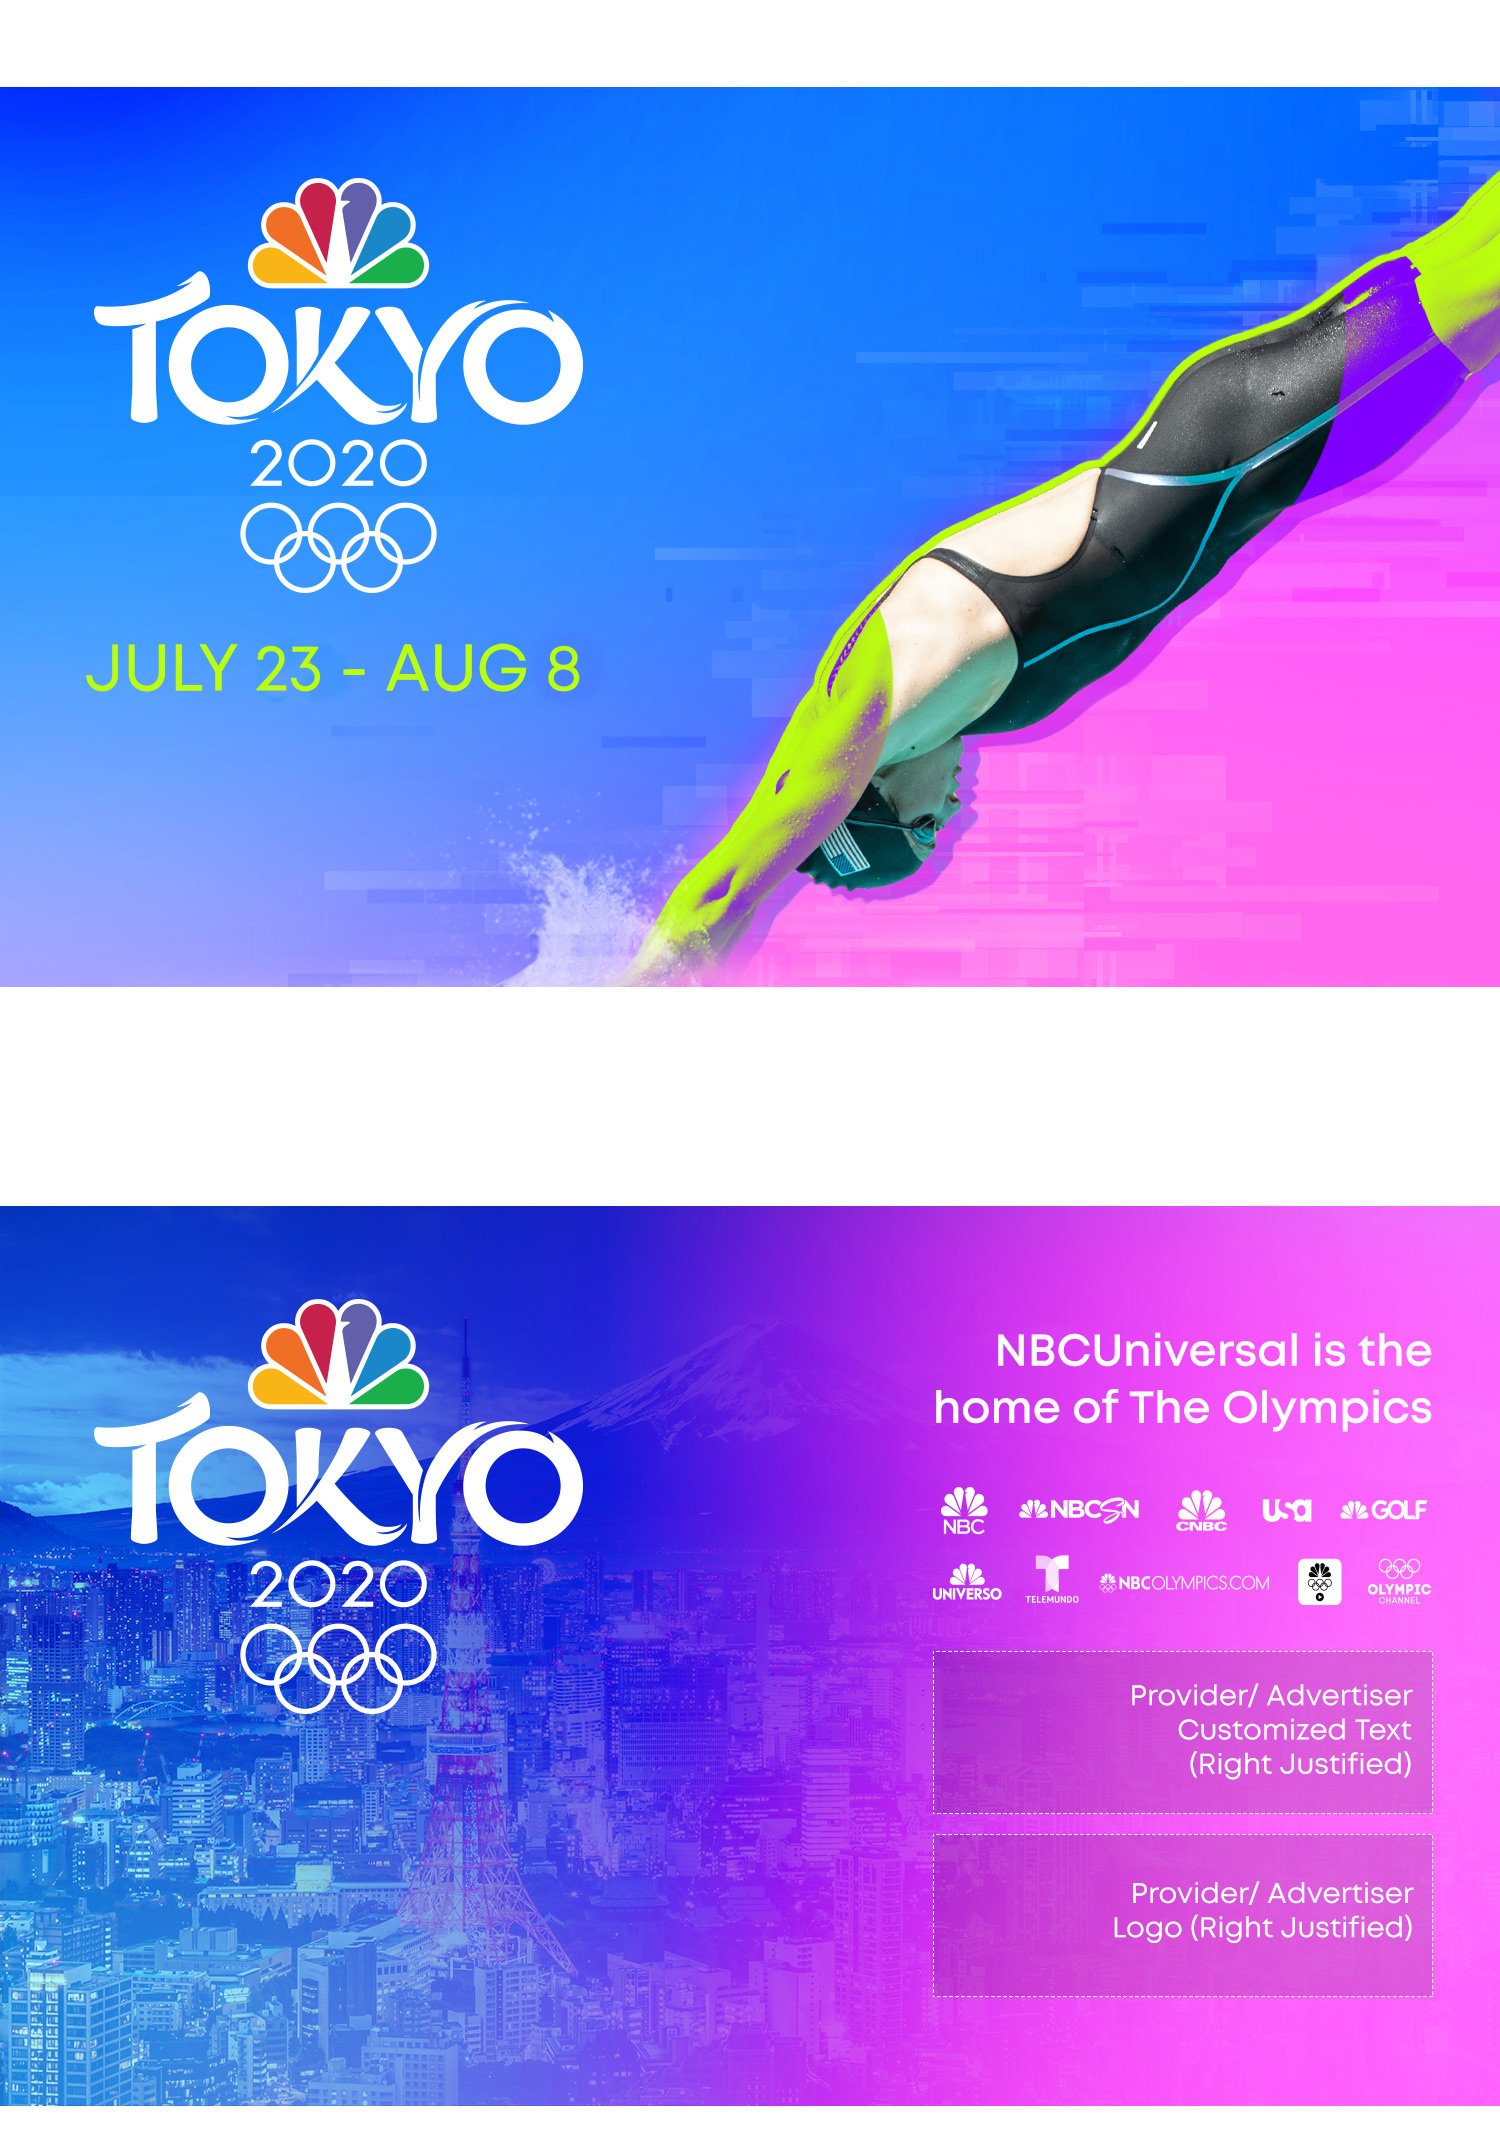 TOKYO
2020
JULY 23 - AUG 8
TOKYO
2020
NBCUniversal is the
home of The Olympics
NBC NBCSN CNBC USA GOLF
UNIVERSO TELEMUNDO NBCOLYMPICS.COM OLYMPIC
CHANNEL
Provider/ Advertiser
Customized Text
(Right Justified)
Provider/ Advertiser
Logo (Right Justified)